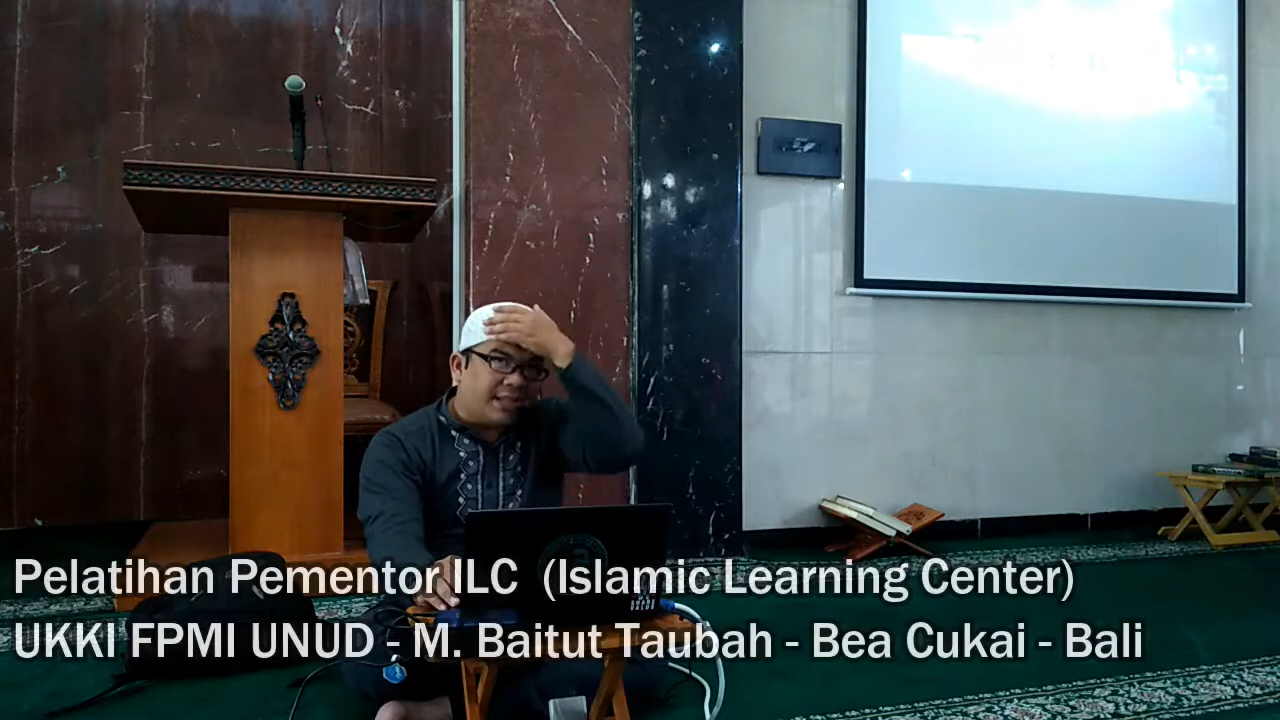 Pelatihan Pementor ILC (Islamic Learning Center)
UKKI FPMI UNUD - M. Baitut Taubah - Bea Cukai - Bali